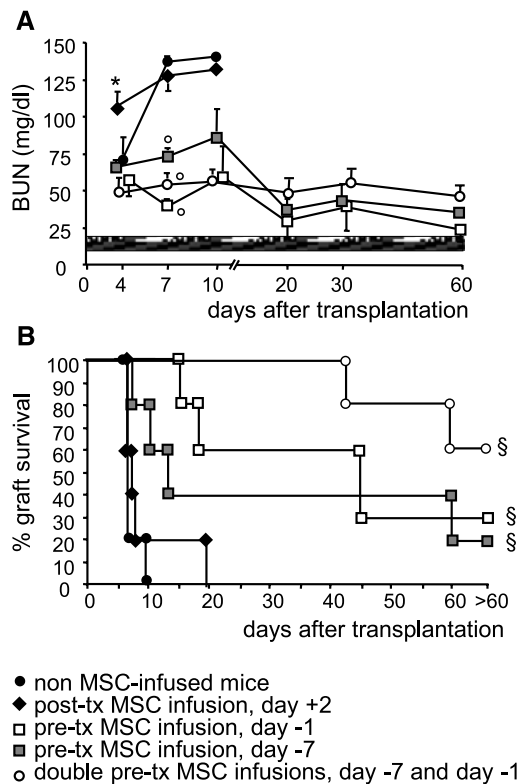 A
150
125
100
75
50
25
0
BUN (mg/dl)
*
0 4 7 10 20 30 60
days after transplantation
B
100
90
80
70
60
50
40
30
20
10
0
% graft survival
§
§
§
0 10 20 30 40 50 60 >60
days after transplantation
non MSC-infused mice
post-tx MSC infusion, day +2
pre-tx MSC infusion, day -1
pre-tx MSC infusion, day -7
double pre-tx MSC infusions, day -7 and day -1